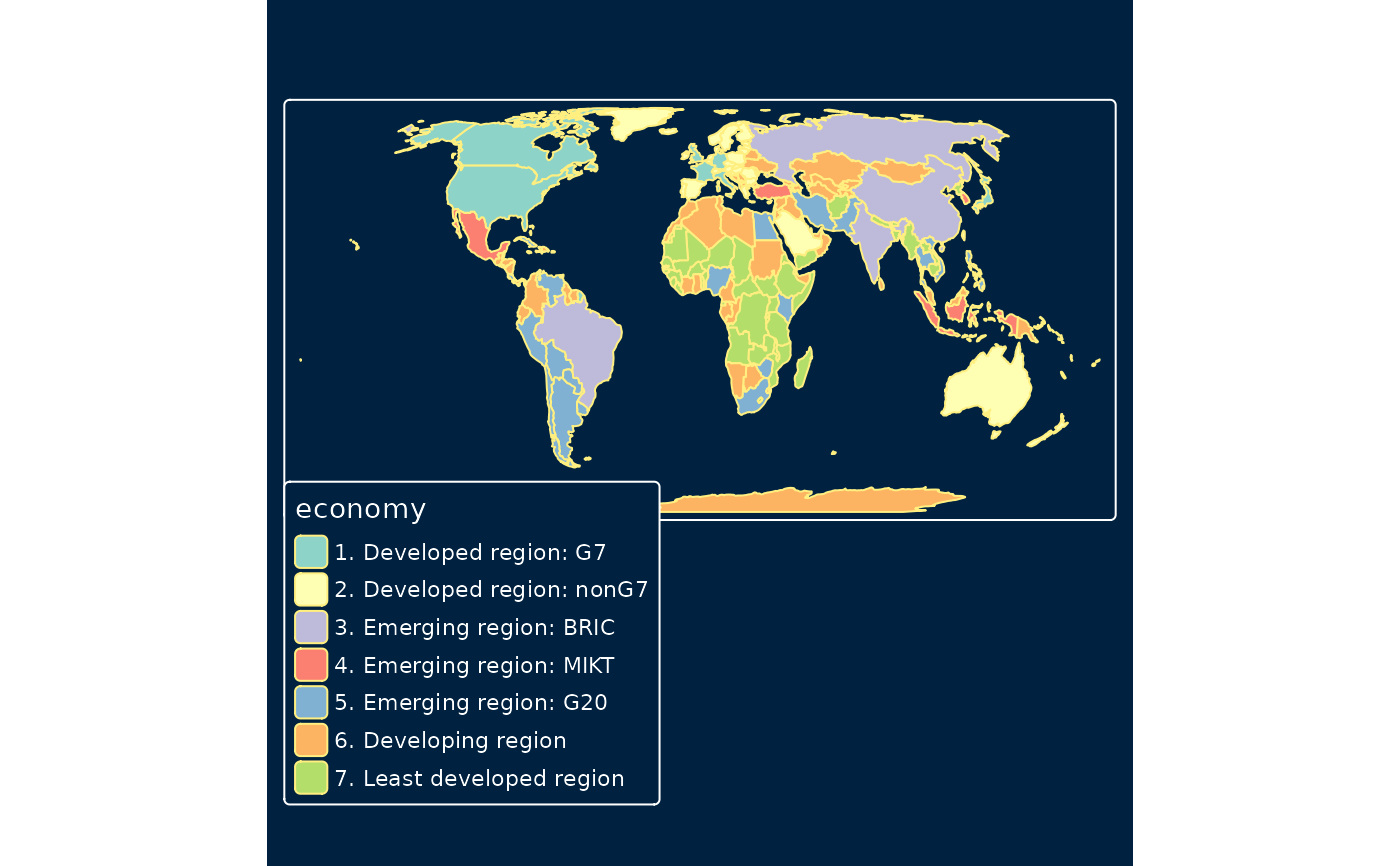 economy
1. Developed region: G7
2. Developed region: nonG7
3. Emerging region: BRIC
4. Emerging region: MIKT
5. Emerging region: G20
6. Developing region
7. Least developed region